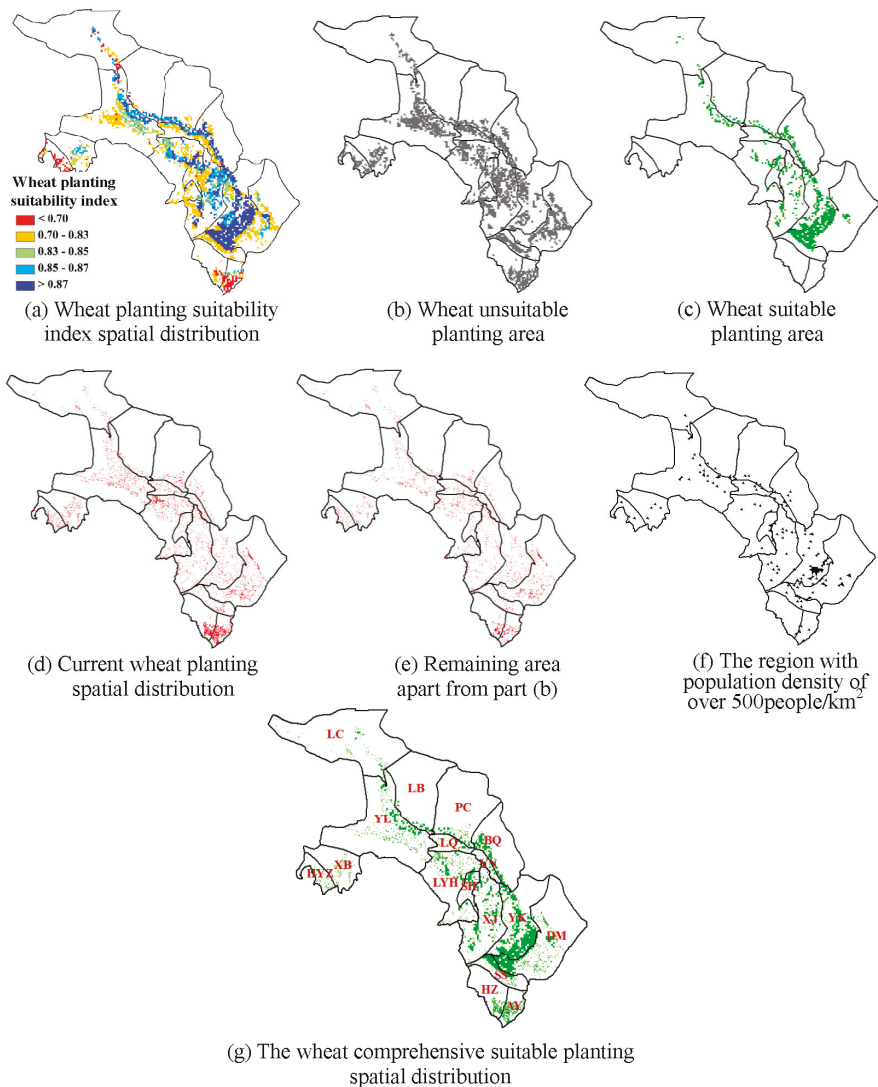 Wheat planting
suitability index
< 0.70
0.70 - 0.83
0.83 - 0.85
0.85 - 0.87
> 0.87
(a) Wheat planting suitability
index spatial distribution
(b) Wheat unsuitable
planting area
(c) Wheat suitable
planting area
(d) Current wheat planting
spatial distribution
(e) Remaining area
apart from part (b)
(f) The region with
population density of
over 500people/km²
LC
LB
PC
YL
LQ
BQ
XB
LYH
SH
XJ
YK
DM
SS
HZ
AY
(g) The wheat comprehensive suitable planting
spatial distribution